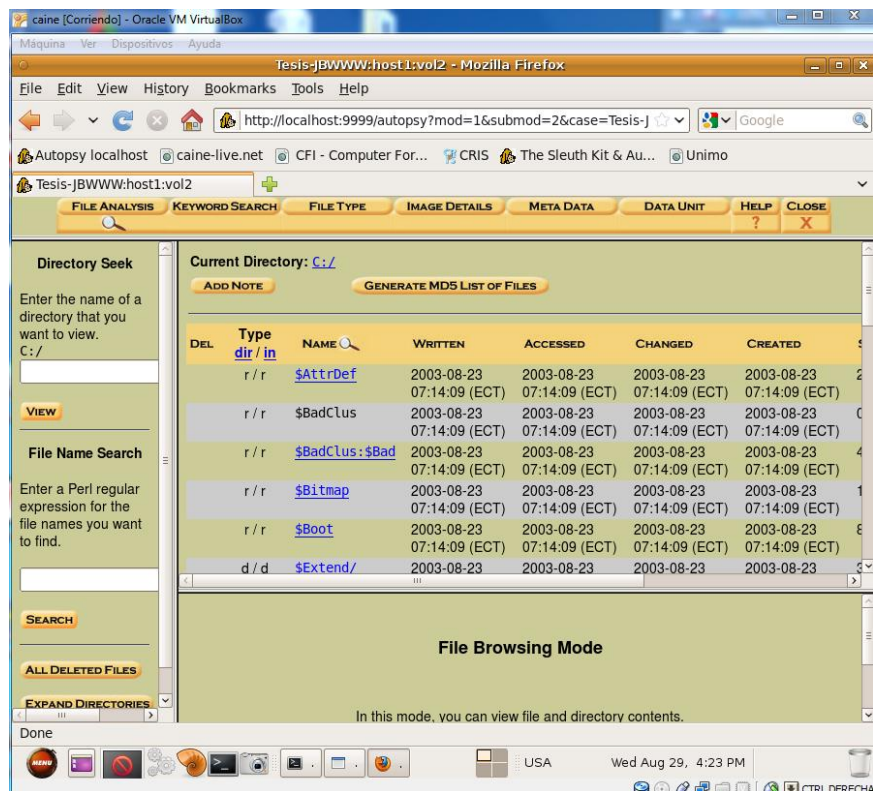 caine [Corriendo] - Oracle VM VirtualBox
Máquina Ver Dispositivos Ayuda
Tesis-JBWWW:host1:vol2 - Mozilla Firefox
File Edit View History Bookmarks Tools Help
http://localhost:9999/autopsy?mod=1&submod=2&case=Tesis-J
Google
Autopsy localhost caine-live.net CFI - Computer For... CRIS The Sleuth Kit & Au... Unimo
Tesis-JBWWW:host1:vol2
FILE ANALYSIS KEYWORD SEARCH FILE TYPE IMAGE DETAILS META DATA DATA UNIT HELP CLOSE
? X
Directory Seek
Enter the name of a
directory that you
want to view.
C:/
VIEW
File Name Search
Enter a Perl regular
expression for the
file names you want
to find.
SEARCH
ALL DELETED FILES
EXPAND DIRECTORIES
Current Directory: C:/
ADD NOTE GENERATE MD5 LIST OF FILES
DEL Type NAME WRITTEN ACCESSED CHANGED CREATED
dir / in
r / r $AttrDef 2003-08-23 2003-08-23 2003-08-23 2003-08-23
07:14:09 (ECT) 07:14:09 (ECT) 07:14:09 (ECT) 07:14:09 (ECT)
r / r $BadClus 2003-08-23 2003-08-23 2003-08-23 2003-08-23
07:14:09 (ECT) 07:14:09 (ECT) 07:14:09 (ECT) 07:14:09 (ECT)
r / r $BadClus:$Bad 2003-08-23 2003-08-23 2003-08-23 2003-08-23
07:14:09 (ECT) 07:14:09 (ECT) 07:14:09 (ECT) 07:14:09 (ECT)
r / r $Bitmap 2003-08-23 2003-08-23 2003-08-23 2003-08-23
07:14:09 (ECT) 07:14:09 (ECT) 07:14:09 (ECT) 07:14:09 (ECT)
r / r $Boot 2003-08-23 2003-08-23 2003-08-23 2003-08-23
07:14:09 (ECT) 07:14:09 (ECT) 07:14:09 (ECT) 07:14:09 (ECT)
d / d $Extend/ 2003-08-23 2003-08-23 2003-08-23 2003-08-23
File Browsing Mode
In this mode, you can view file and directory contents.
Done
MENU USA Wed Aug 29, 4:23 PM
CTRL DERECHA